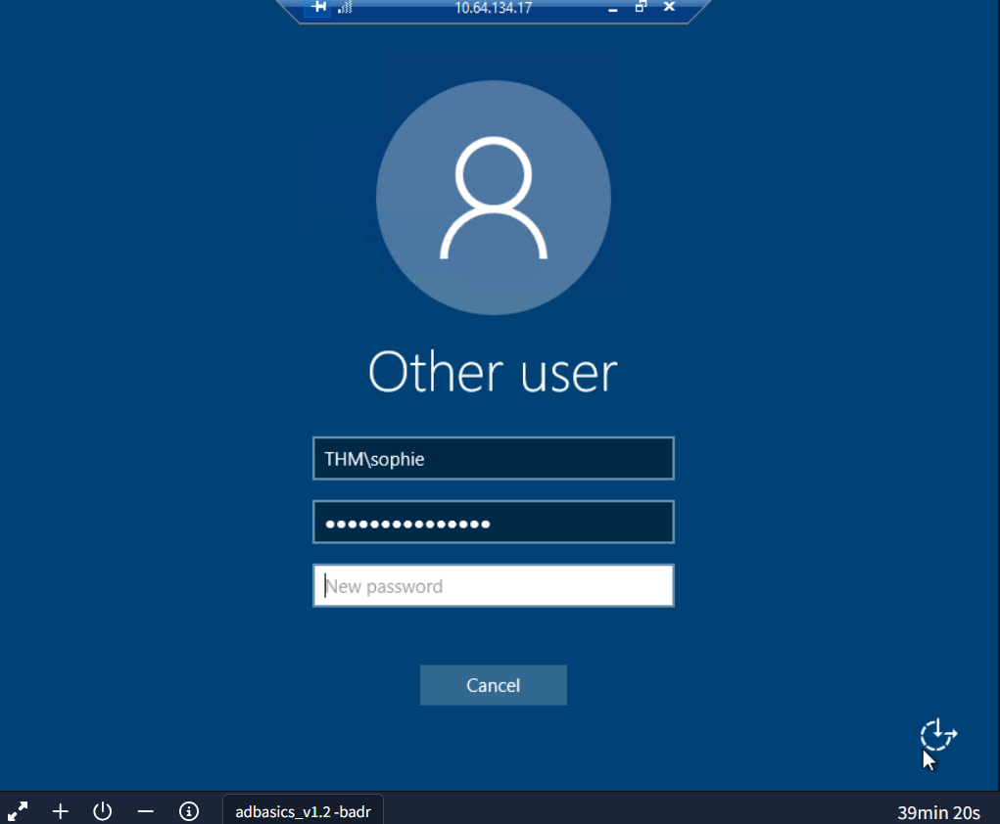 10.64.134.17
Other user
THM\sophie
●●●●●●●●●●●●●●●
New password
Cancel
adbasics_v1.2 -badr
39min 20s